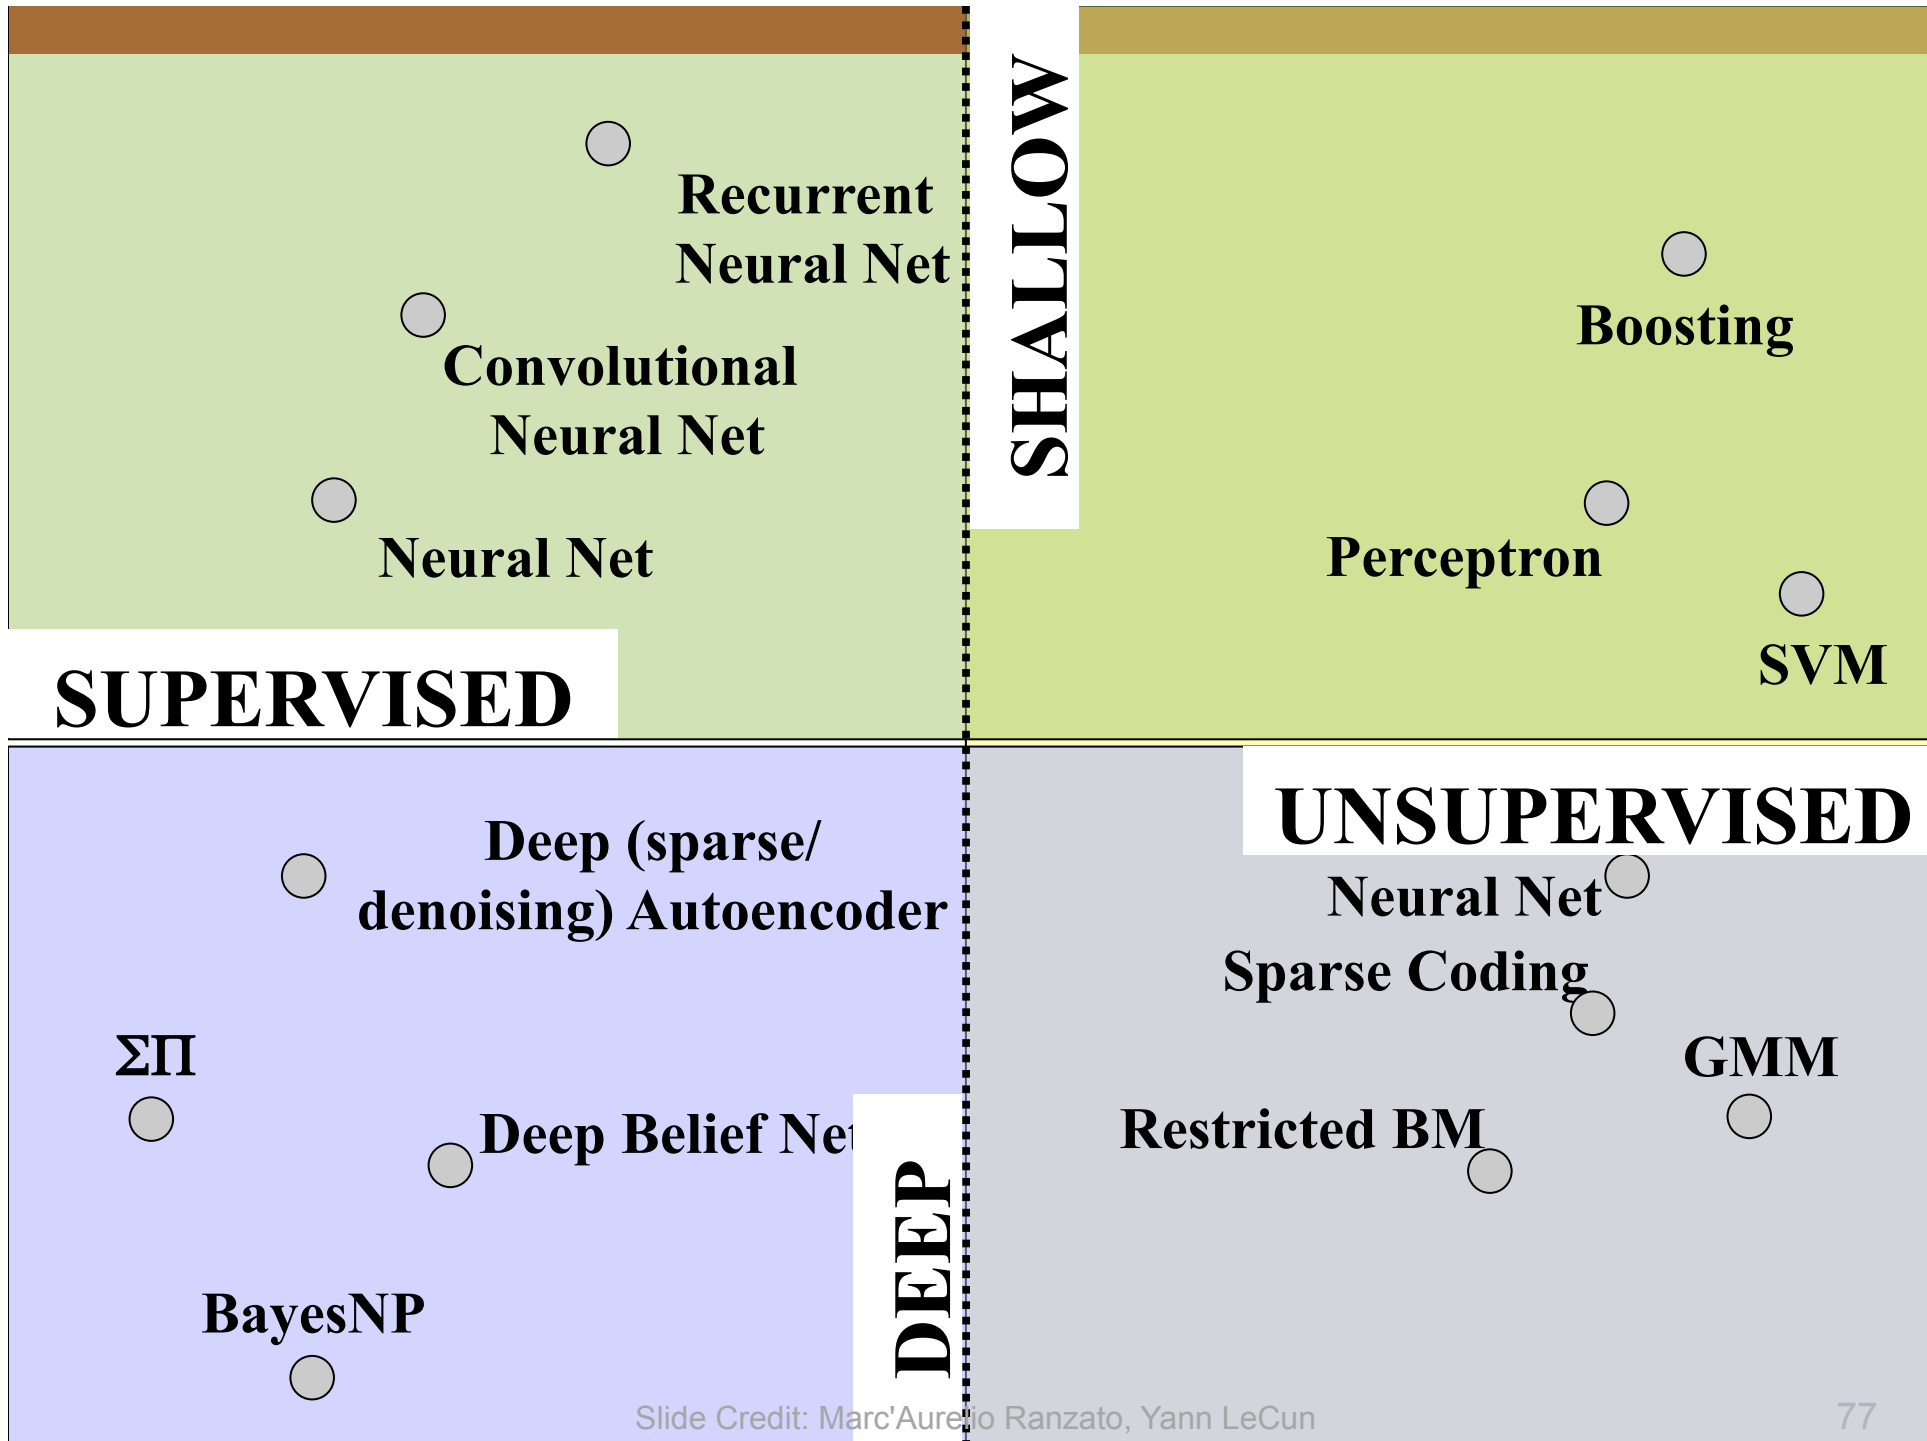 SHALLOW
Recurrent
Neural Net
Boosting
Convolutional
Neural Net
Perceptron
Neural Net
SVM
SUPERVISED
UNSUPERVISED
Deep (sparse/
denoising) Autoencoder
Neural Net
Sparse Coding
ΣΠ
GMM
Deep Belief Net
Restricted BM
DEEP
BayesNP
Slide Credit: Marc'Aurelio Ranzato, Yann LeCun
77